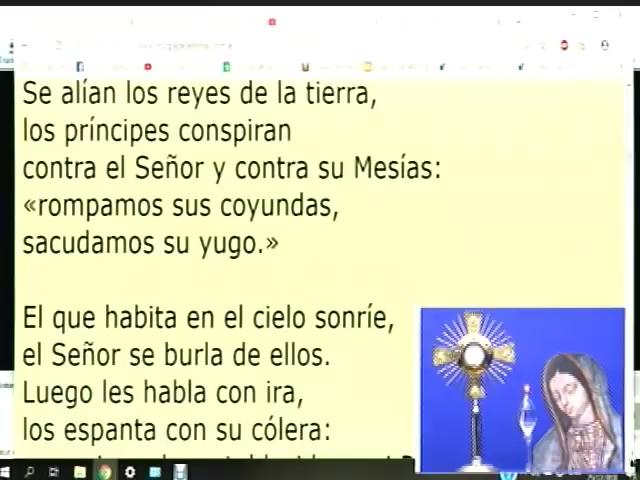 Se alían los reyes de la tierra,
los príncipes conspiran
contra el Señor y contra su Mesías:
«rompamos sus coyundas,
sacudamos su yugo.»
El que habita en el cielo sonríe,
el Señor se burla de ellos.
Luego les habla con ira,
los espanta con su cólera: